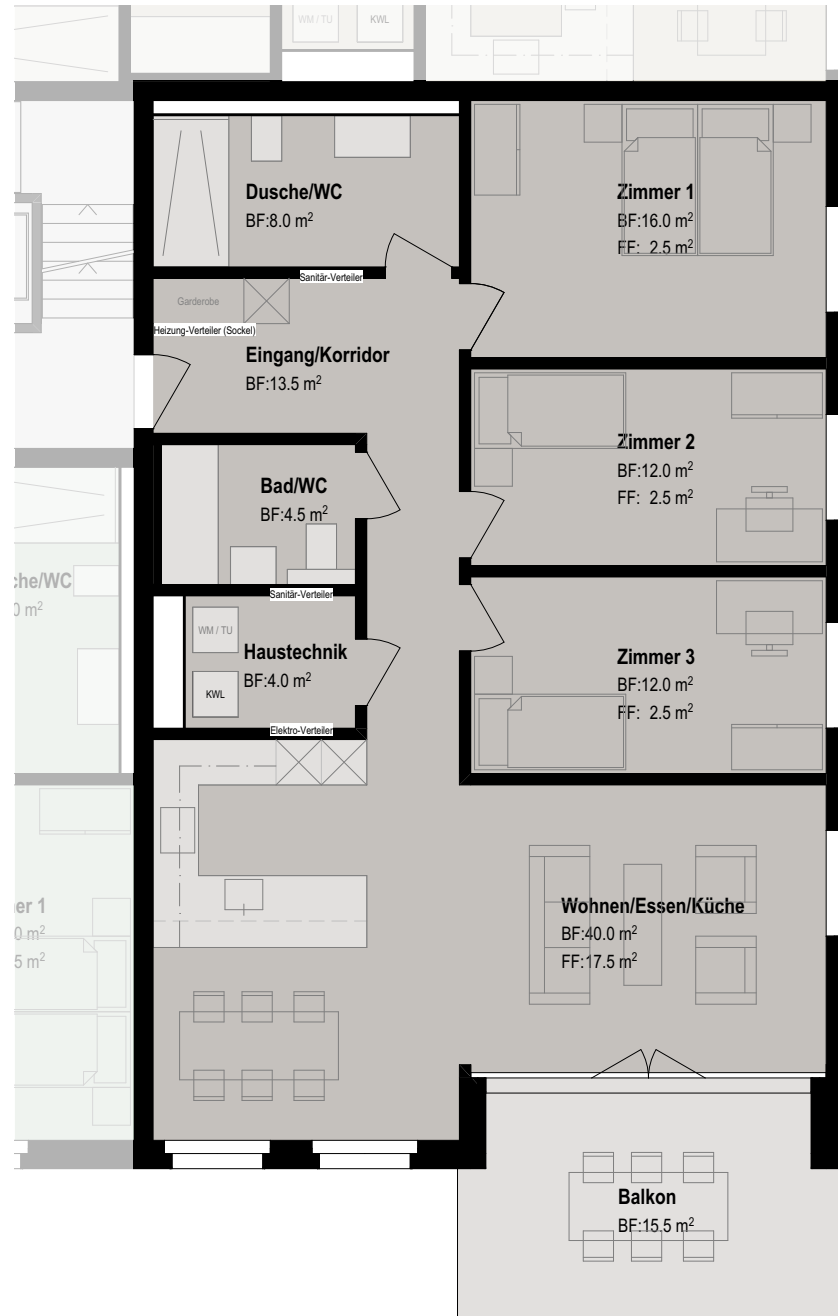 WM / TU
KWL
Dusche/WC
BF:8.0 m²
Zimmer 1
BF:16.0 m²
FF: 2.5 m²
Sanitär-Verteiler
Garderobe
Heizung-Verteiler (Sockel)
Eingang/Korridor
BF:13.5 m²
Zimmer 2
BF:12.0 m²
FF: 2.5 m²
Bad/WC
BF:4.5 m²
che/WC
0 m²
Sanitär-Verteiler
WM / TU
KWL
Haustechnik
BF:4.0 m²
Elektro-Verteiler
Zimmer 3
BF:12.0 m²
FF: 2.5 m²
er 1
0 m²
5 m²
Wohnen/Essen/Küche
BF:40.0 m²
FF:17.5 m²
Balkon
BF:15.5 m²